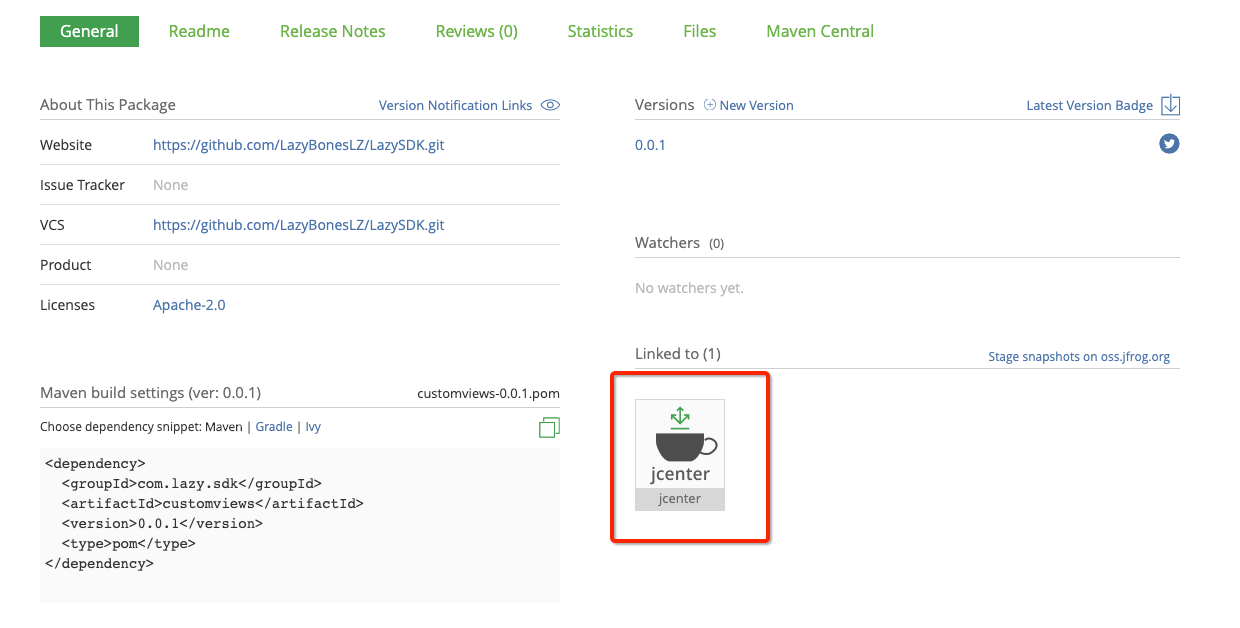 General Readme Release Notes Reviews (0) Statistics Files Maven Central
About This Package Version Notification Links
Website https://github.com/LazyBonesLZ/LazySDK.git
Issue Tracker None
VCS https://github.com/LazyBonesLZ/LazySDK.git
Product None
Licenses Apache-2.0
Maven build settings (ver: 0.0.1) customviews-0.0.1.pom
Choose dependency snippet: Maven | Gradle | Ivy
<dependency>
  <groupId>com.lazy.sdk</groupId>
  <artifactId>customviews</artifactId>
  <version>0.0.1</version>
  <type>pom</type>
</dependency>
Versions New Version Latest Version Badge
0.0.1
Watchers (0)
No watchers yet.
Linked to (1) Stage snapshots on oss.jfrog.org
jcenter
jcenter